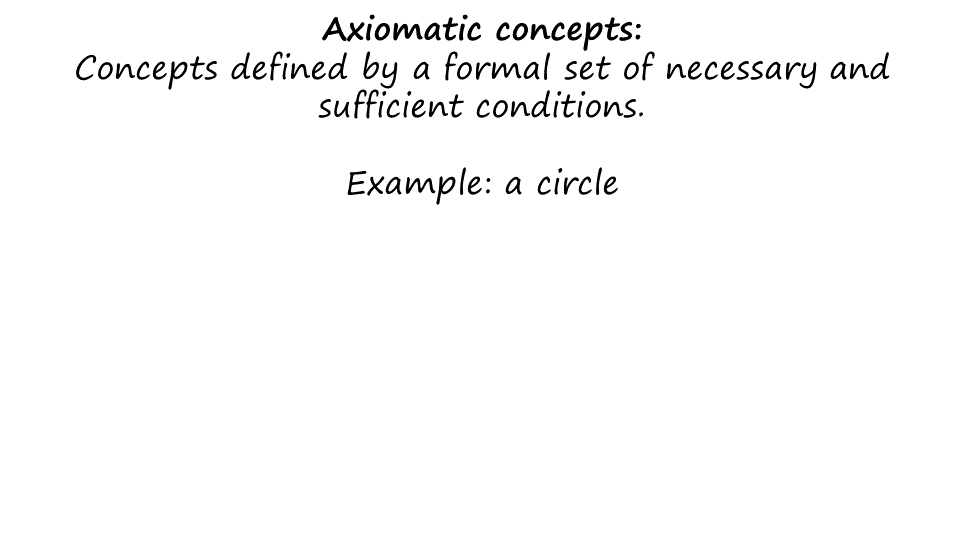 Axiomatic concepts:
Concepts defined by a formal set of necessary and
sufficient conditions.
Example: a circle